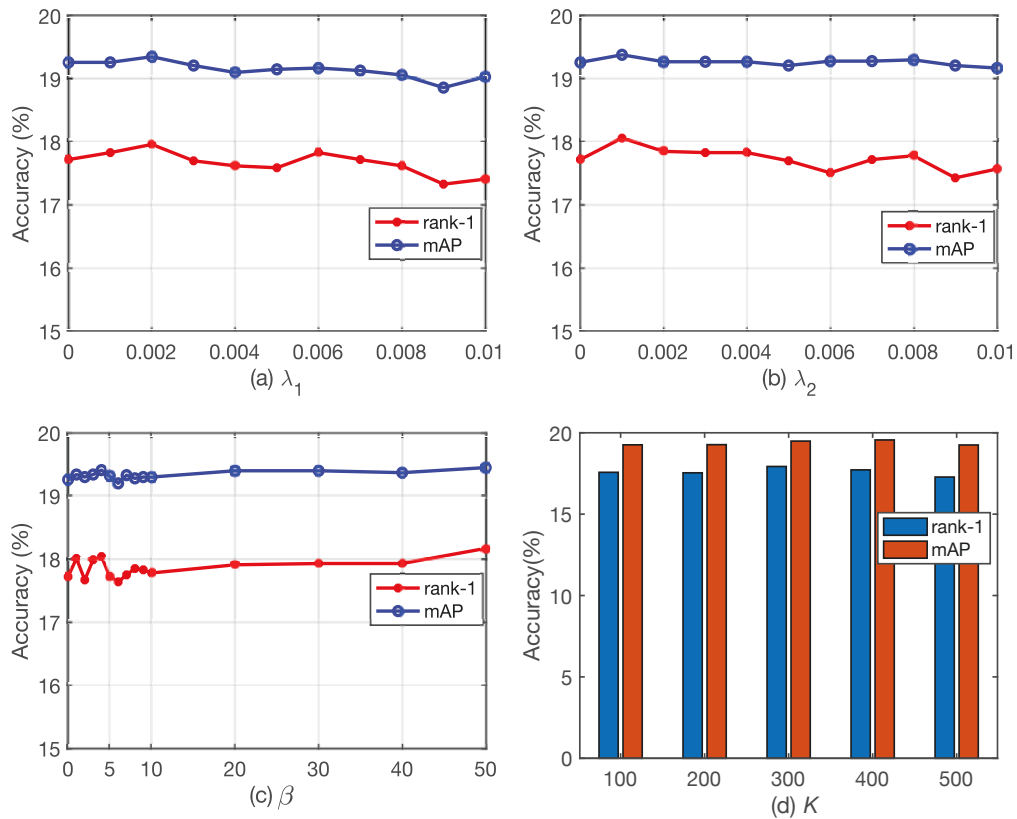 20
19
18
17
16
15
Accuracy (%)
rank-1
mAP
0 0.002 0.004 0.006 0.008 0.01
(a) λ1
20
19
18
17
16
15
Accuracy (%)
rank-1
mAP
0 0.002 0.004 0.006 0.008 0.01
(b) λ2
20
19
18
17
16
15
Accuracy (%)
rank-1
mAP
0 5 10 20 30 40 50
(c) β
20
15
10
5
0
Accuracy(%)
rank-1
mAP
100 200 300 400 500
(d) K